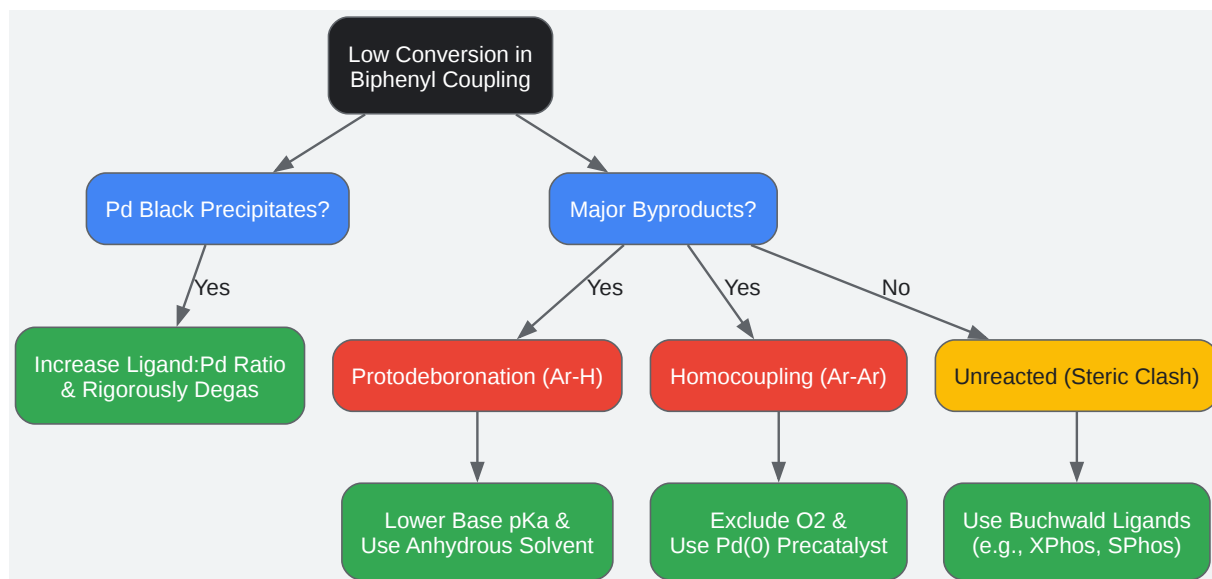 Low Conversion in
Biphenyl Coupling
Pd Black Precipitates?
Major Byproducts?
Yes
Yes
Yes
No
Increase Ligand:Pd Ratio
& Rigorously Degas
Protodeboronation (Ar-H)
Homocoupling (Ar-Ar)
Unreacted (Steric Clash)
Lower Base pKa &
Use Anhydrous Solvent
Exclude O2 &
Use Pd(0) Precatalyst
Use Buchwald Ligands
(e.g., XPhos, SPhos)